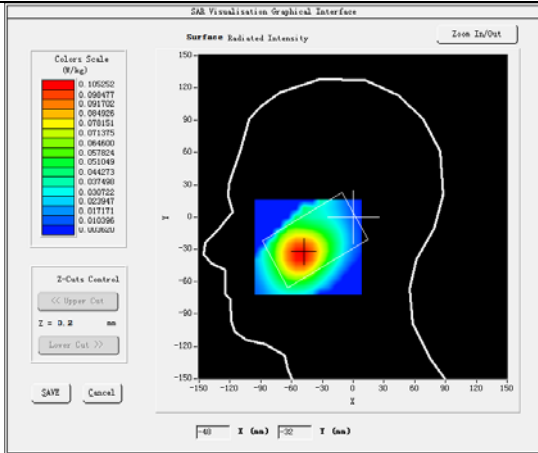 SAR Visualisation Graphical Interface
Surface Radiated Intensity
Zoom In/Out
Colors Scale
(W/kg)
0.105252
0.098477
0.091702
0.084926
0.078151
0.071375
0.064600
0.057824
0.051049
0.044273
0.037498
0.030722
0.023947
0.017171
0.010396
0.003620
150
120
90
60
30
0
-30
-60
-90
-120
-150
Y
-150 -120 -90 -60 -30 0 30 60 90 120 150
X
Z-Cuts Control
<< Upper Cut
Z = 3.2 mm
Lower Cut >>
SAVE Cancel
-48 X (mm) -32 Y (mm)